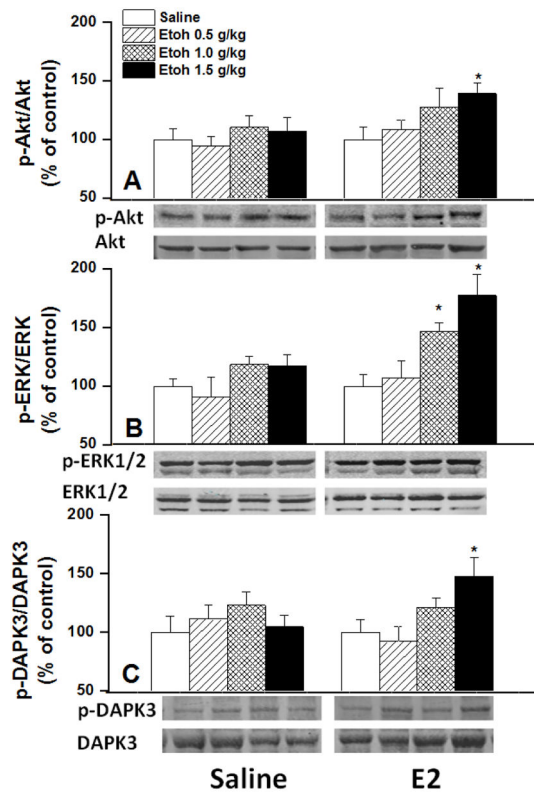 Saline
Etoh 0.5 g/kg
Etoh 1.0 g/kg
Etoh 1.5 g/kg
p-Akt/Akt
(% of control)
200
150
100
50
*
A
p-Akt
Akt
p-ERK/ERK
(% of control)
200
150
100
50
* *
B
p-ERK1/2
ERK1/2
p-DAPK3/DAPK3
(% of control)
200
150
100
50
*
C
p-DAPK3
DAPK3
Saline E2